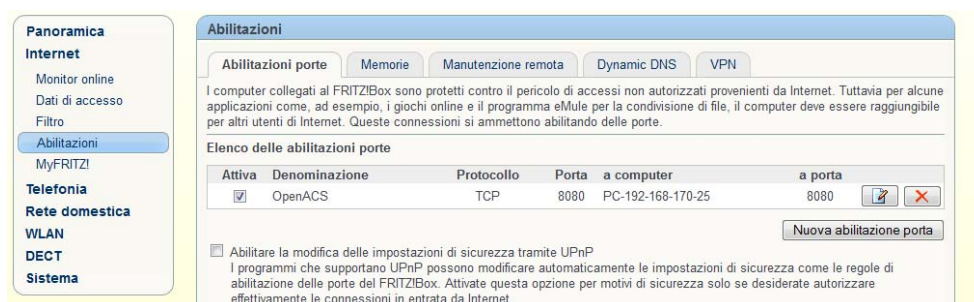 Panoramica
Internet
Monitor online
Dati di accesso
Filtro
Abilitazioni
MyFRITZ!
Telefonia
Rete domestica
WLAN
DECT
Sistema
Abilitazioni
Abilitazioni porte Memorie Manutenzione remota Dynamic DNS VPN
I computer collegati al FRITZ!Box sono protetti contro il pericolo di accessi non autorizzati provenienti da Internet. Tuttavia per alcune
applicazioni come, ad esempio, i giochi online e il programma eMule per la condivisione di file, il computer deve essere raggiungibile
per altri utenti di Internet. Queste connessioni si ammettono abilitando delle porte.
Elenco delle abilitazioni porte
Attiva Denominazione Protocollo Porta a computer a porta
OpenACS TCP 8080 PC-192-168-170-25 8080
Nuova abilitazione porta
Abilitare la modifica delle impostazioni di sicurezza tramite UPnP
I programmi che supportano UPnP possono modificare automaticamente le impostazioni di sicurezza come le regole di
abilitazione delle porte del FRITZ!Box. Attivate questa opzione per motivi di sicurezza solo se desiderate autorizzare
effettivamente le connessioni in entrata da Internet